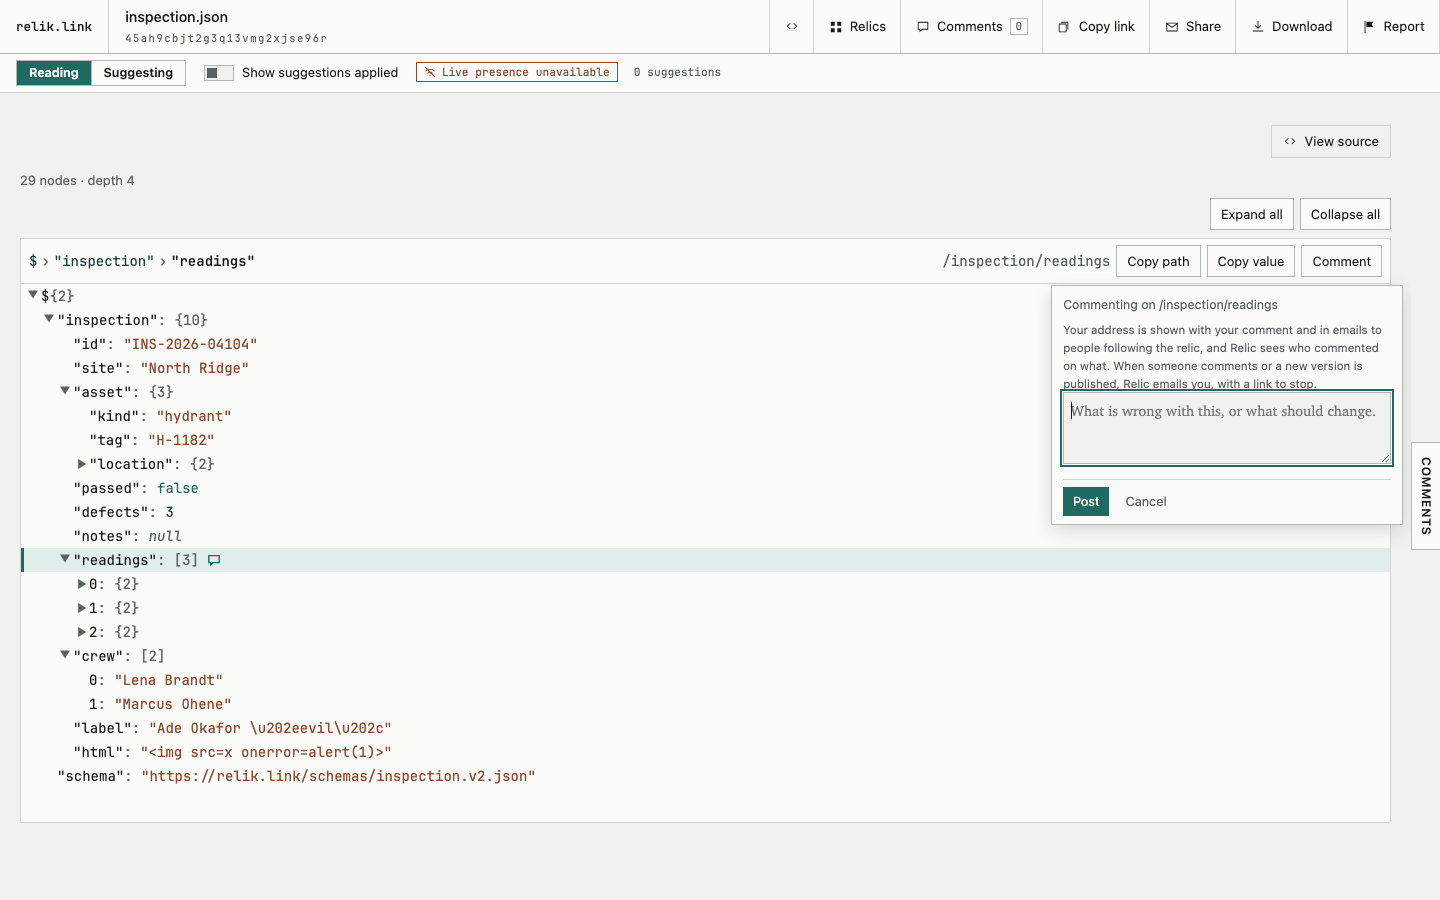 relik.link
inspection.json
45ah9cbjt2g3q13vmg2xjse96r
Relics
Comments 0
Copy link
Share
Download
Report
Reading
Suggesting
Show suggestions applied
Live presence unavailable
0 suggestions
View source
29 nodes · depth 4
Expand all
Collapse all
$ › "inspection" › "readings"
/inspection/readings
Copy path
Copy value
Comment
${2}
"inspection": {10}
"id": "INS-2026-04104"
"site": "North Ridge"
"asset": {3}
"kind": "hydrant"
"tag": "H-1182"
"location": {2}
"passed": false
"defects": 3
"notes": null
"readings": [3]
0: {2}
1: {2}
2: {2}
"crew": [2]
0: "Lena Brandt"
1: "Marcus Ohene"
"label": "Ade Okafor \u202eevil\u202c"
"html": "<img src=x onerror=alert(1)>"
"schema": "https://relik.link/schemas/inspection.v2.json"
Commenting on /inspection/readings
Your address is shown with your comment and in emails to
people following the relic, and Relic sees who commented
on what. When someone comments or a new version is
published, Relic emails you, with a link to stop.
What is wrong with this, or what should change.
Post
Cancel
COMMENTS